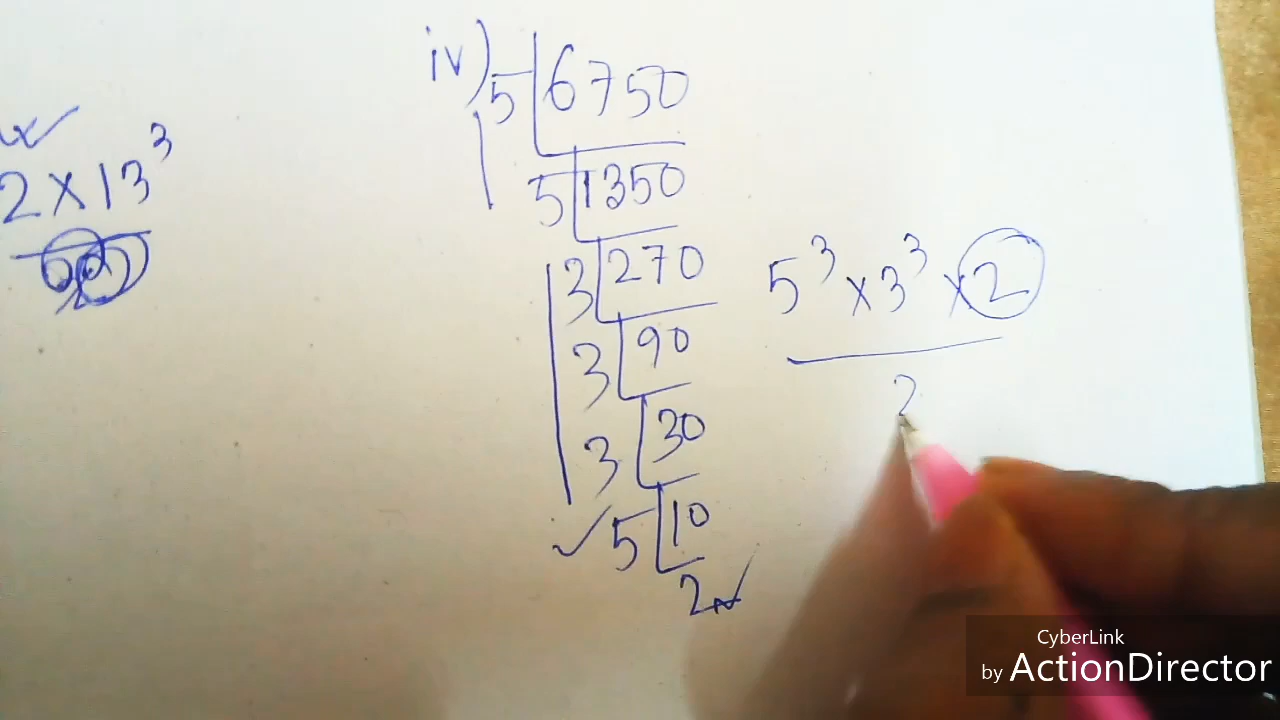 2 x 13³
iv)
5 6750
5 1350
3 270
3 90
3 30
5 10
2
5³ x 3³ x 2
2
CyberLink
by ActionDirector